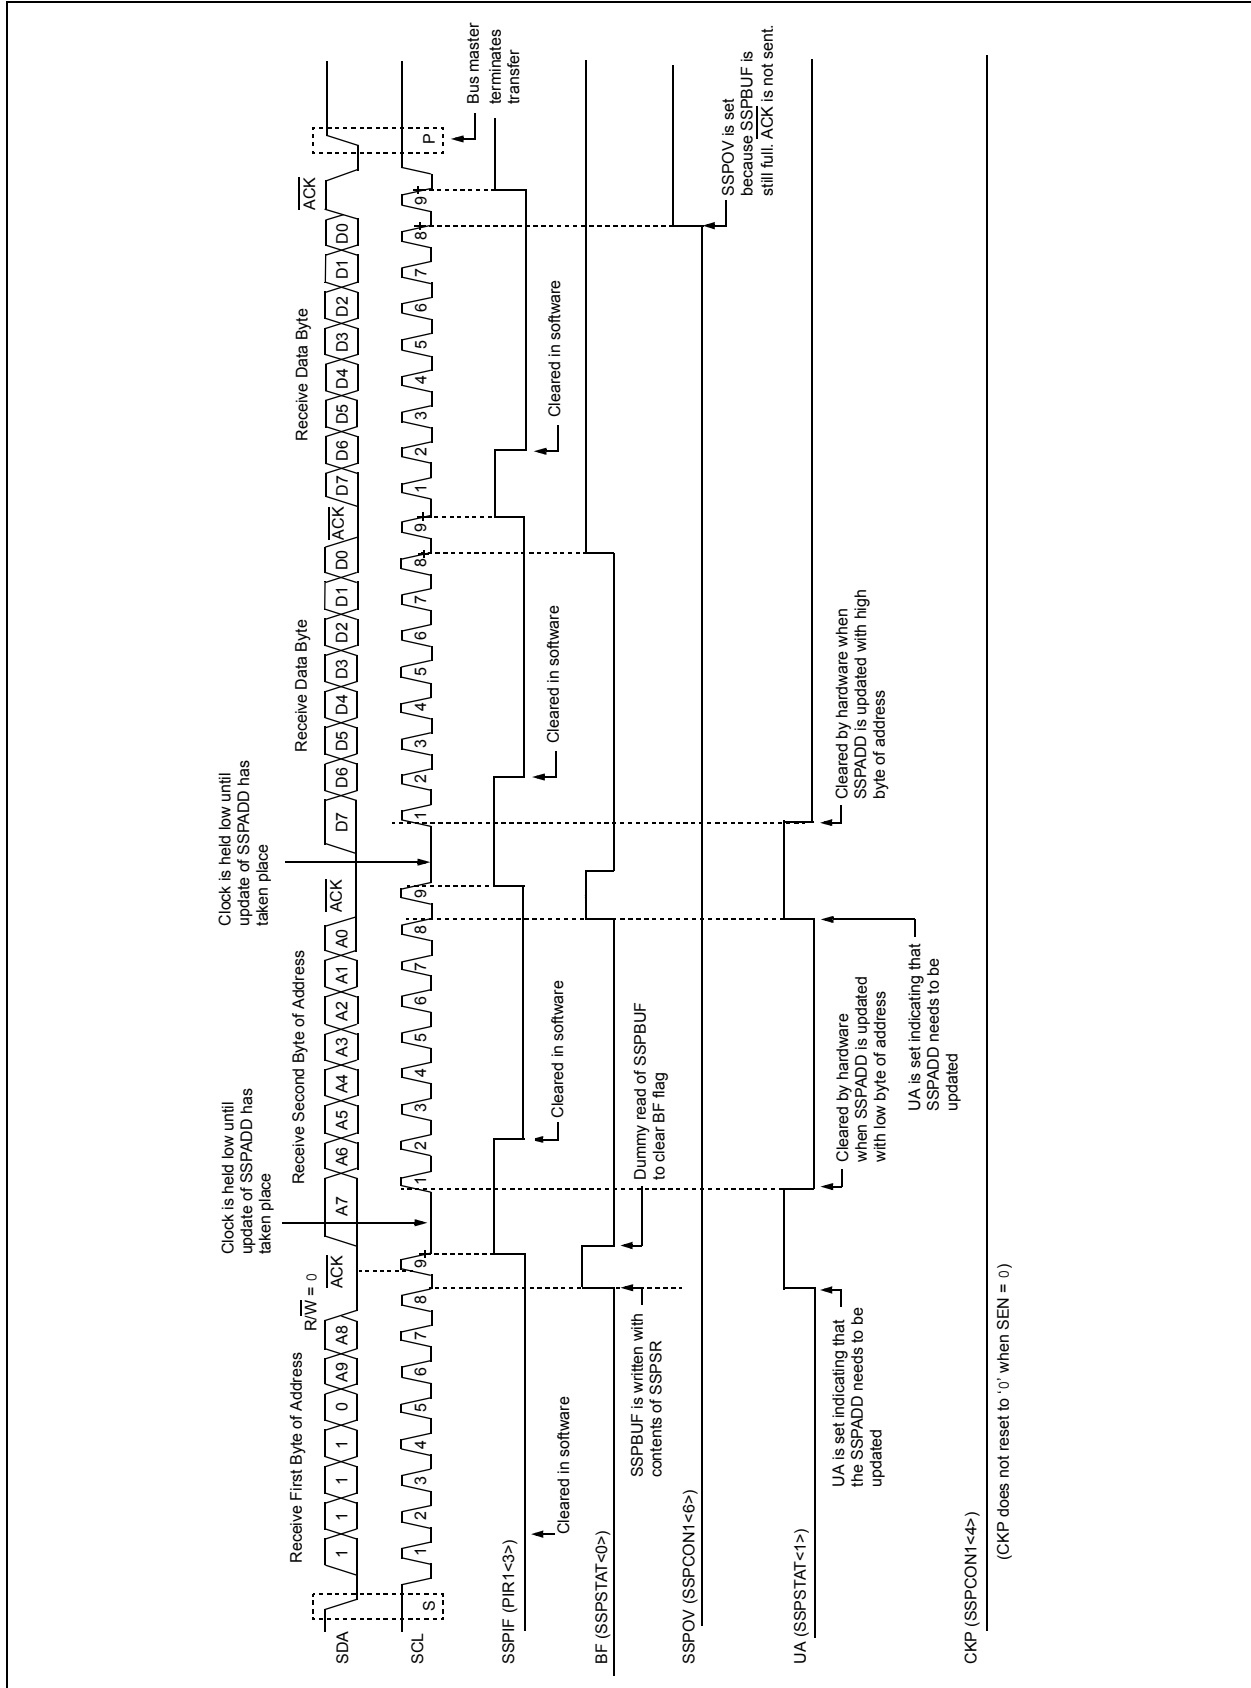 Clock is held low until
update of SSPADD has
taken place
Clock is held low until
update of SSPADD has
taken place
Receive First Byte of Address
R/W = 0
ACK
Receive Second Byte of Address
ACK
Receive Data Byte
ACK
Receive Data Byte
ACK
SDA
1 1 1 1 0 A9 A8
A7 A6 A5 A4 A3 A2 A1 A0
D7 D6 D5 D4 D3 D2 D1 D0
D7 D6 D5 D4 D3 D2 D1 D0
SCL
S
1 2 3 4 5 6 7 8 9
1 2 3 4 5 6 7 8 9
1 2 3 4 5 6 7 8 9
1 2 3 4 5 6 7 8 9
P
Bus master
terminates
transfer
SSPIF (PIR1<3>)
Cleared in software
Cleared in software
Cleared in software
Cleared in software
BF (SSPSTAT<0>)
SSPBUF is written with
contents of SSPSR
Dummy read of SSPBUF
to clear BF flag
SSPOV (SSPCON1<6>)
SSPOV is set
because SSPBUF is
still full. ACK is not sent.
UA (SSPSTAT<1>)
UA is set indicating that
the SSPADD needs to be
updated
Cleared by hardware
when SSPADD is updated
with low byte of address
UA is set indicating that
SSPADD needs to be
updated
Cleared by hardware when
SSPADD is updated with high
byte of address
CKP (SSPCON1<4>)
(CKP does not reset to ‘0’ when SEN = 0)